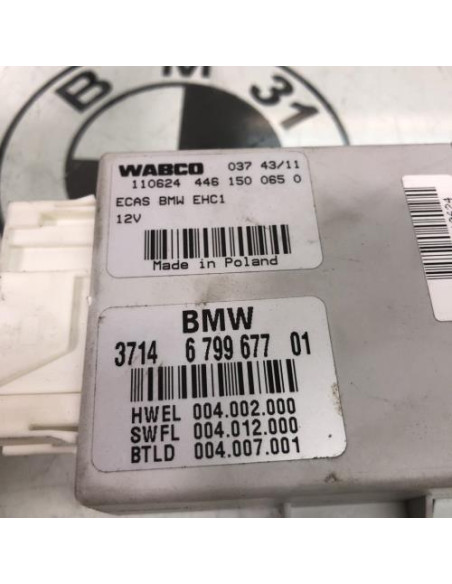 B M 31
WABCO 037 43/11
110624 446 150 065 0
ECAS BMW EHC1
12V
Made in Poland
BMW
3714 6 799 677 01
HWEL 004.002.000
SWFL 004.012.000
BTLD 004.007.001